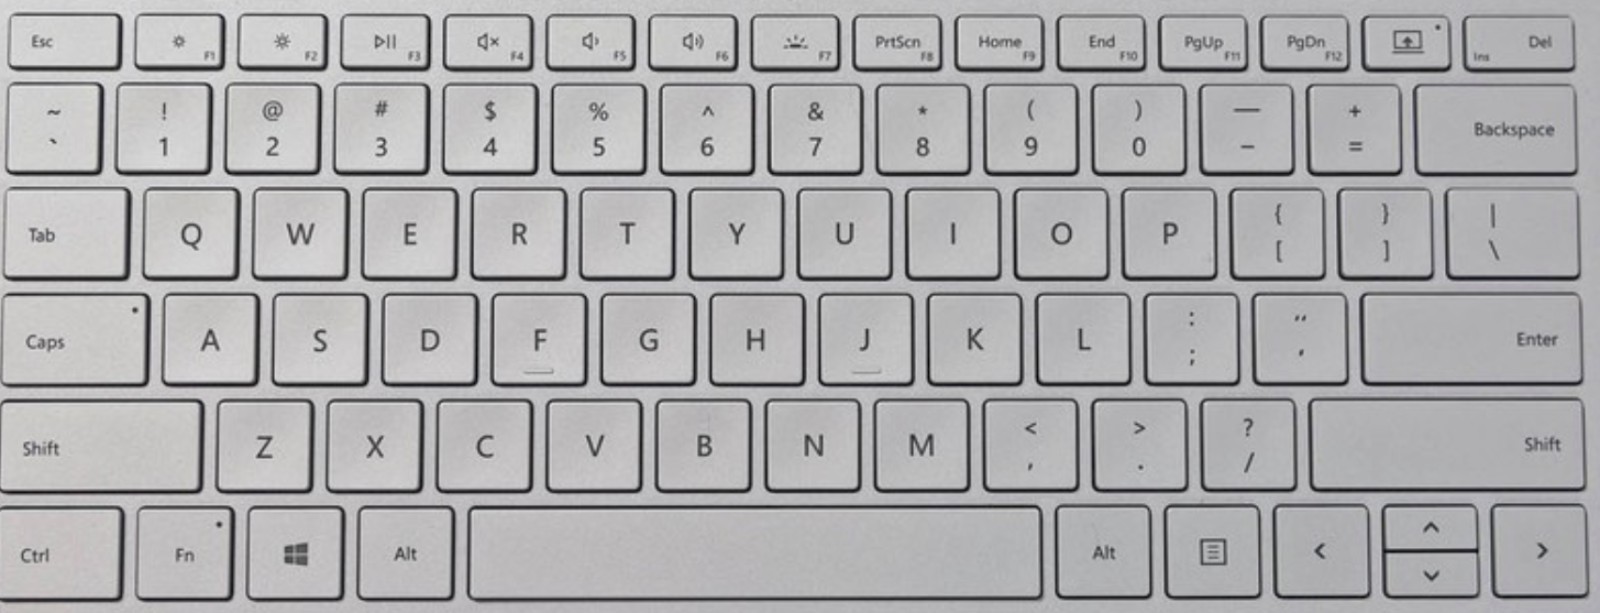 Esc F1 F2 F3 F4 F5 F6 F7 PrtScn F8 Home F9 End F10 PgUp F11 PgDn F12 Ins Del
~ ! @ # $ % ^ & * ( ) — +
` 1 2 3 4 5 6 7 8 9 0 – = Backspace
Tab Q W E R T Y U I O P { [ } ] | \
Caps A S D F G H J K L : ; " ' Enter
Shift Z X C V B N M < , > . ? / Shift
Ctrl Fn Alt Alt < ^ v >